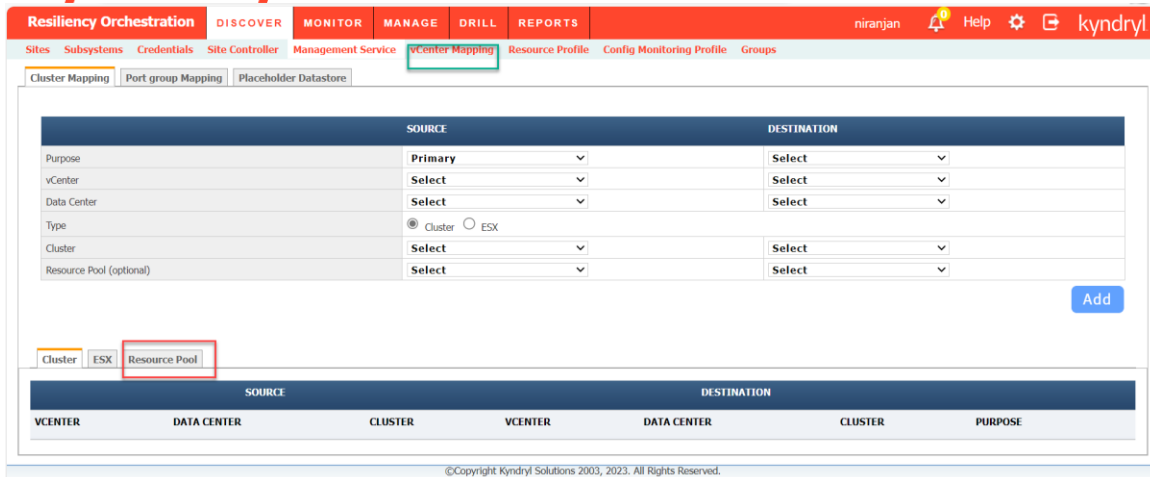 Resiliency Orchestration DISCOVER MONITOR MANAGE DRILL REPORTS niranjan 0 Help kyndryl
Sites Subsystems Credentials Site Controller Management Service vCenter Mapping Resource Profile Config Monitoring Profile Groups
Cluster Mapping Port group Mapping Placeholder Datastore
SOURCE DESTINATION
Purpose Primary Select
vCenter Select Select
Data Center Select Select
Type Cluster ESX
Cluster Select Select
Resource Pool (optional) Select Select
Add
Cluster ESX Resource Pool
SOURCE DESTINATION
VCENTER DATA CENTER CLUSTER VCENTER DATA CENTER CLUSTER PURPOSE
©Copyright Kyndryl Solutions 2003, 2023. All Rights Reserved.